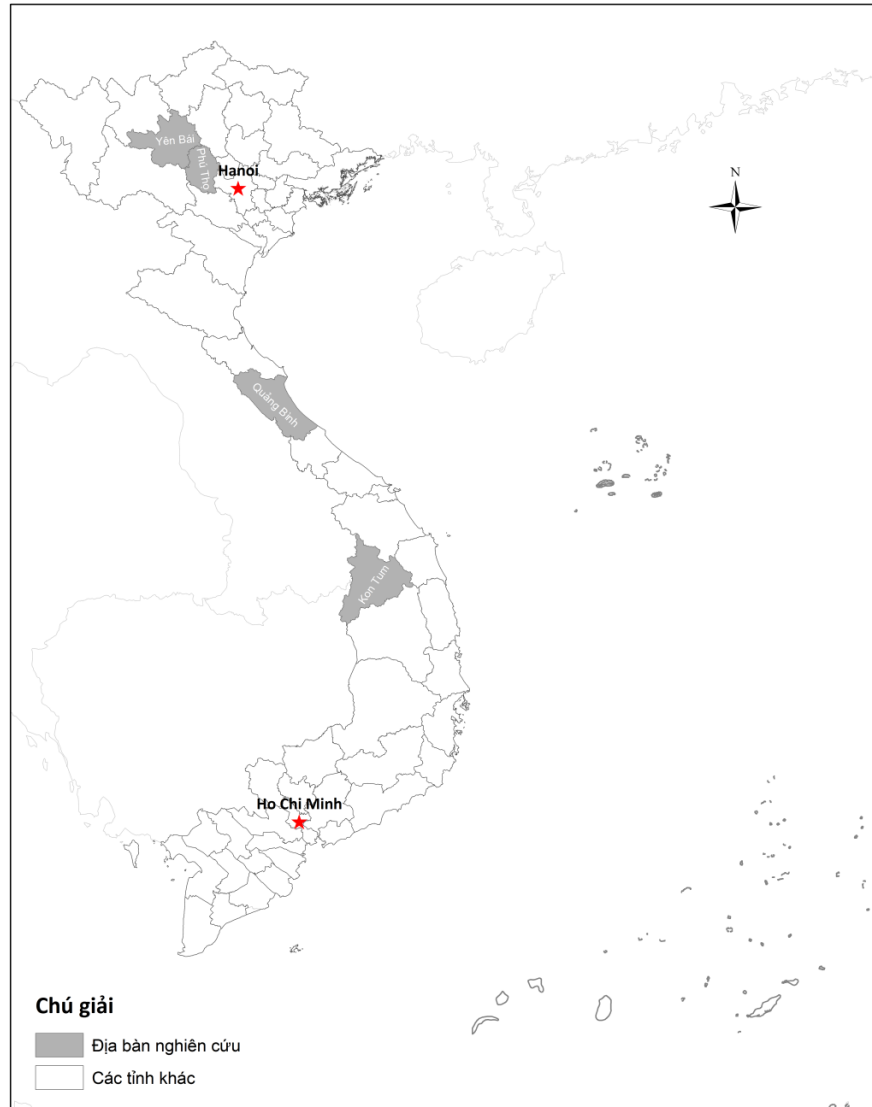 N
Yên Bái
Phú Thọ
Hanoi
Quảng Bình
Kon Tum
Ho Chi Minh
Chú giải
Địa bàn nghiên cứu
Các tỉnh khác